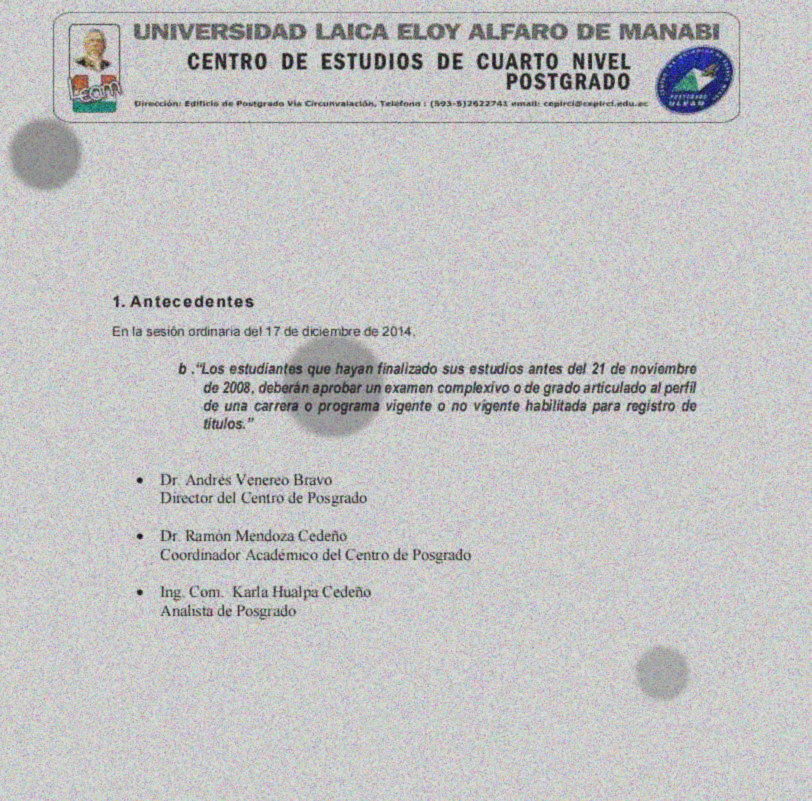 UNIVERSIDAD LAICA ELOY ALFARO DE MANABI
CENTRO DE ESTUDIOS DE CUARTO NIVEL
POSTGRADO
Dirección: Edificio de Postgrado Vía Circunvalación, Teléfono : (593-5)2622741 email: cepirci@cepirci.edu.ec
1. Antecedentes
En la sesión ordinaria del 17 de diciembre de 2014.
b ."Los estudiantes que hayan finalizado sus estudios antes del 21 de noviembre
de 2008, deberán aprobar un examen complexivo o de grado articulado al perfil
de una carrera o programa vigente o no vigente habilitada para registro de
títulos."
• Dr. Andrés Venereo Bravo
Director del Centro de Posgrado
• Dr. Ramón Mendoza Cedeño
Coordinador Académico del Centro de Posgrado
• Ing. Com. Karla Hualpa Cedeño
Analista de Posgrado